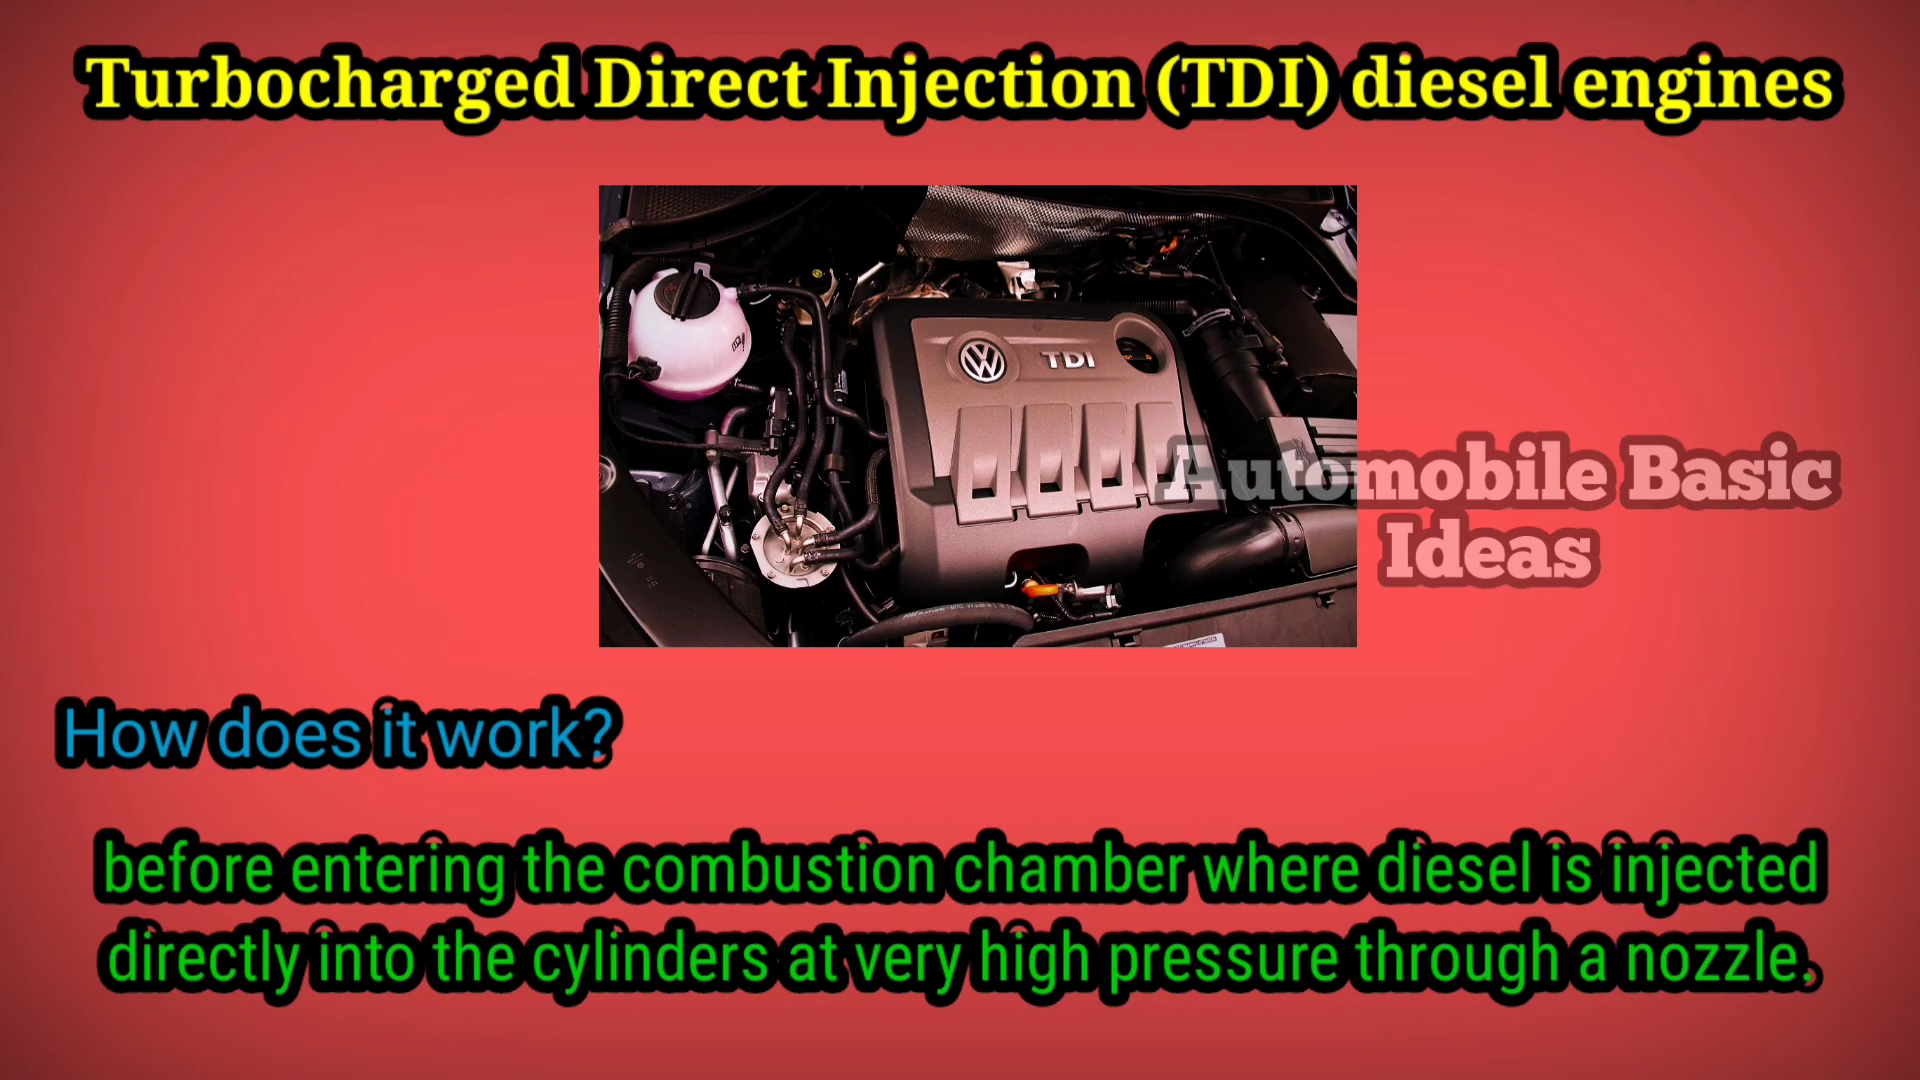 Turbocharged Direct Injection (TDI) diesel engines
TDI
Automobile Basic
Ideas
How does it work?
before entering the combustion chamber where diesel is injected
directly into the cylinders at very high pressure through a nozzle.